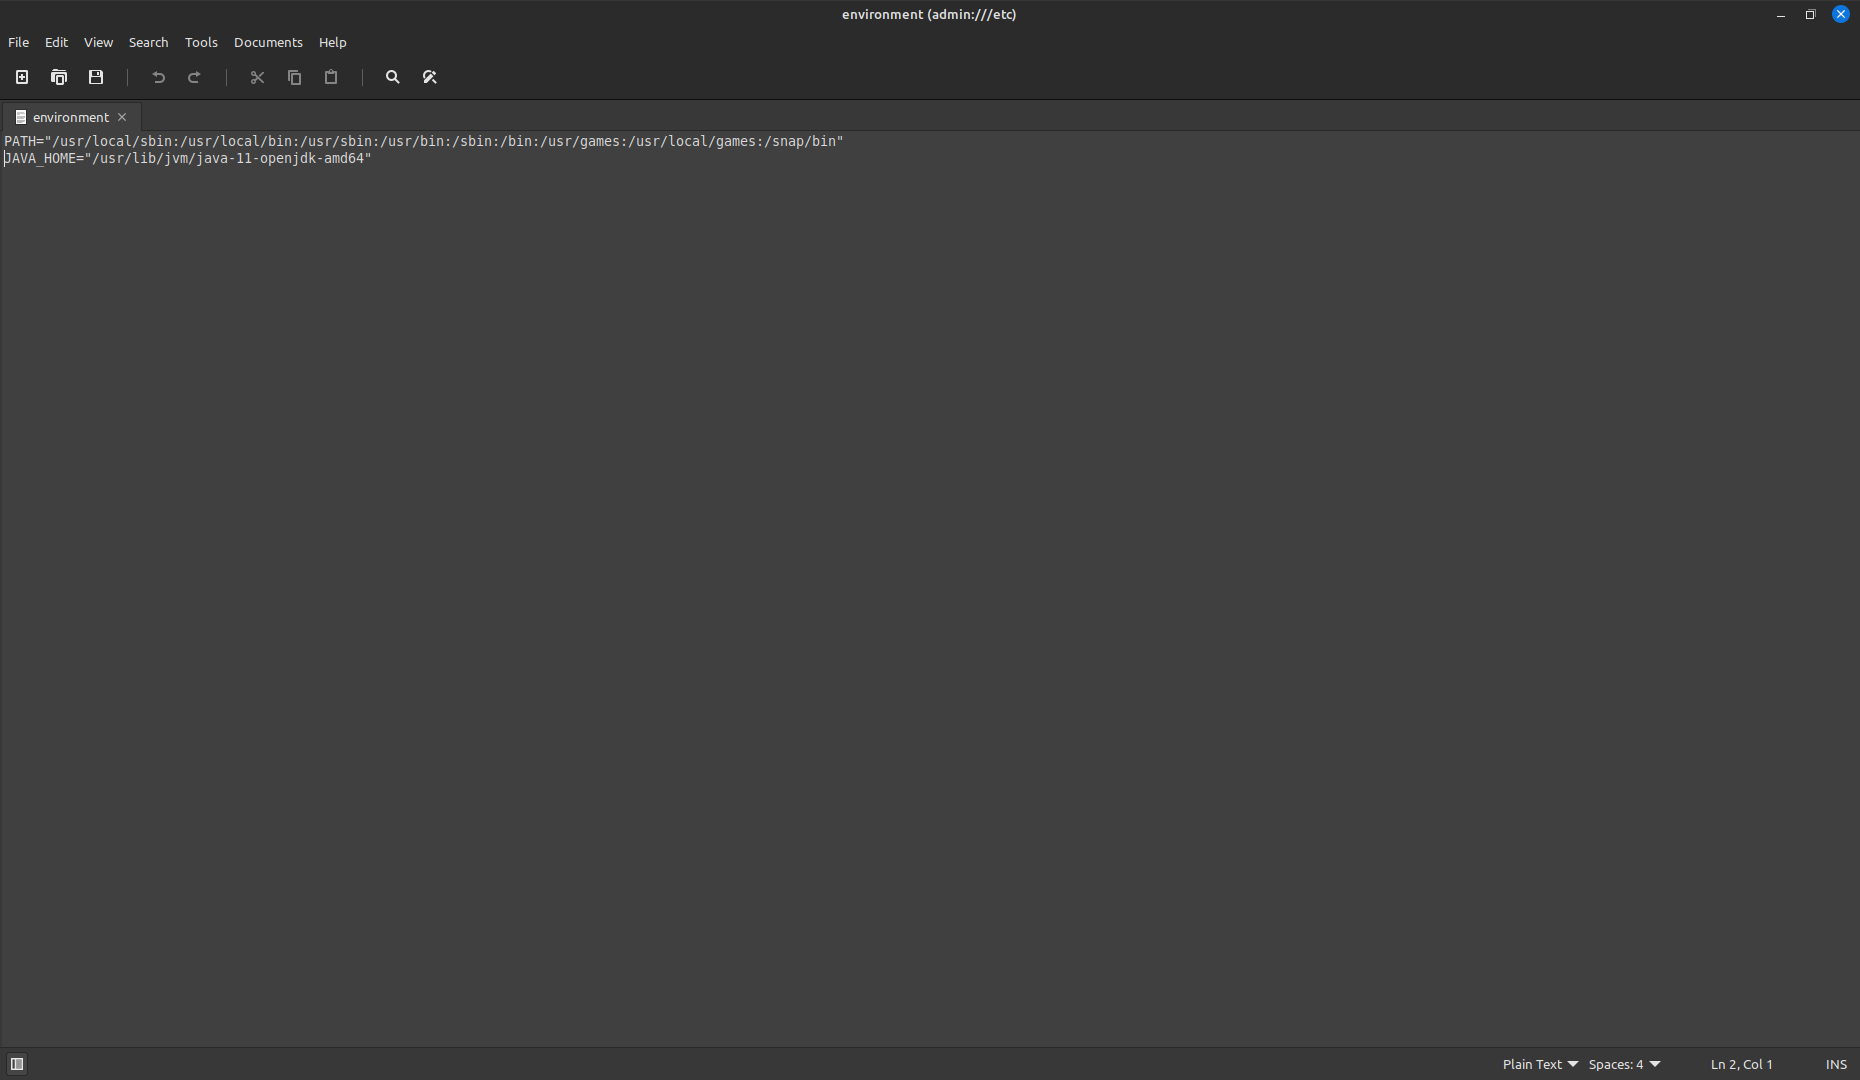 environment (admin:///etc)
File Edit View Search Tools Documents Help
environment
PATH="/usr/local/sbin:/usr/local/bin:/usr/sbin:/usr/bin:/sbin:/bin:/usr/games:/usr/local/games:/snap/bin"
JAVA_HOME="/usr/lib/jvm/java-11-openjdk-amd64"
Plain Text Spaces: 4 Ln 2, Col 1 INS